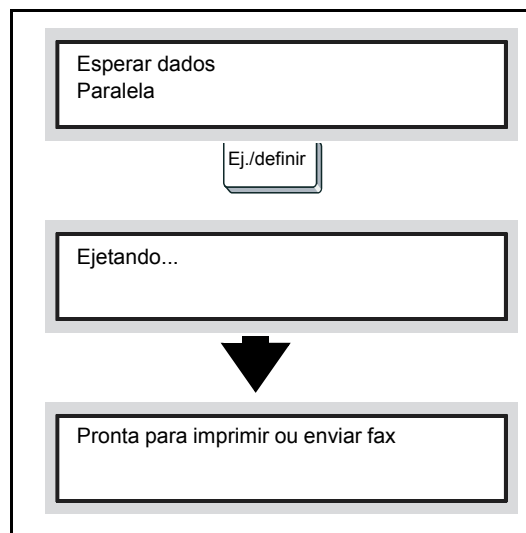 Esperar dados
Paralela
Ej./definir
Ejetando...
Pronta para imprimir ou enviar fax